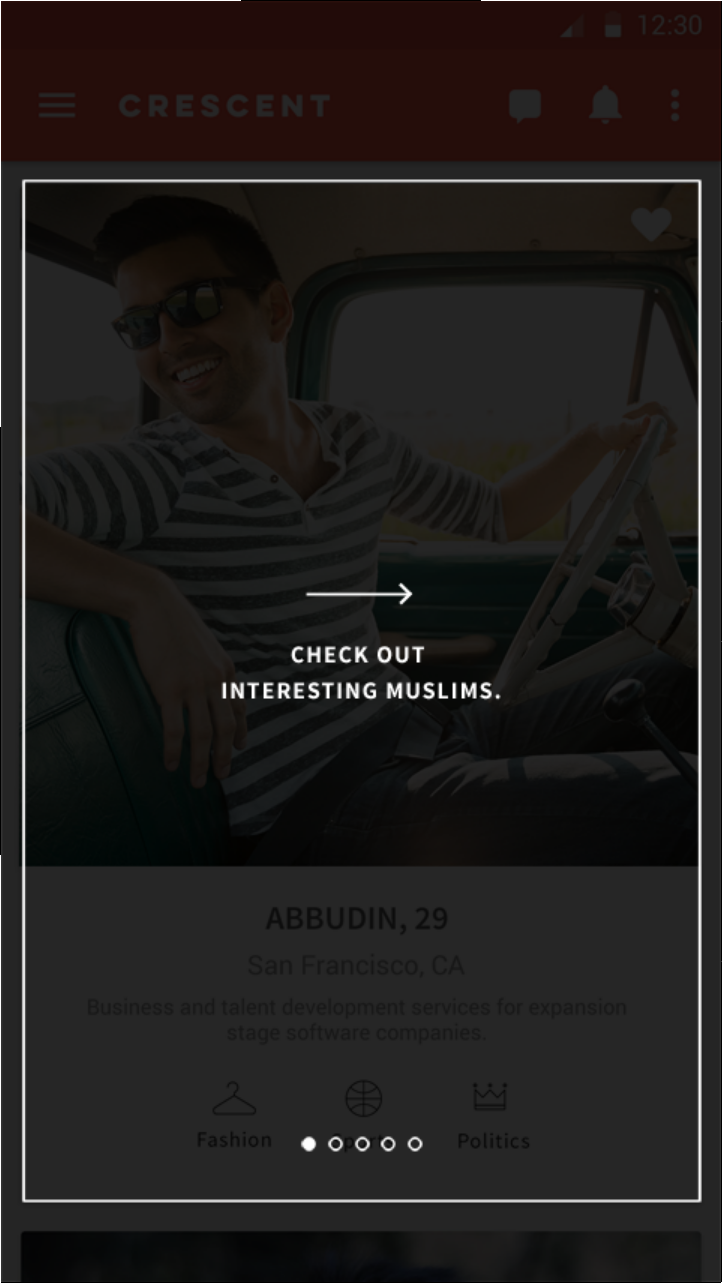 12:30
CRESCENT
CHECK OUT
INTERESTING MUSLIMS.
ABBUDIN, 29
San Francisco, CA
Business and talent development services for expansion
stage software companies.
Fashion Sports Politics